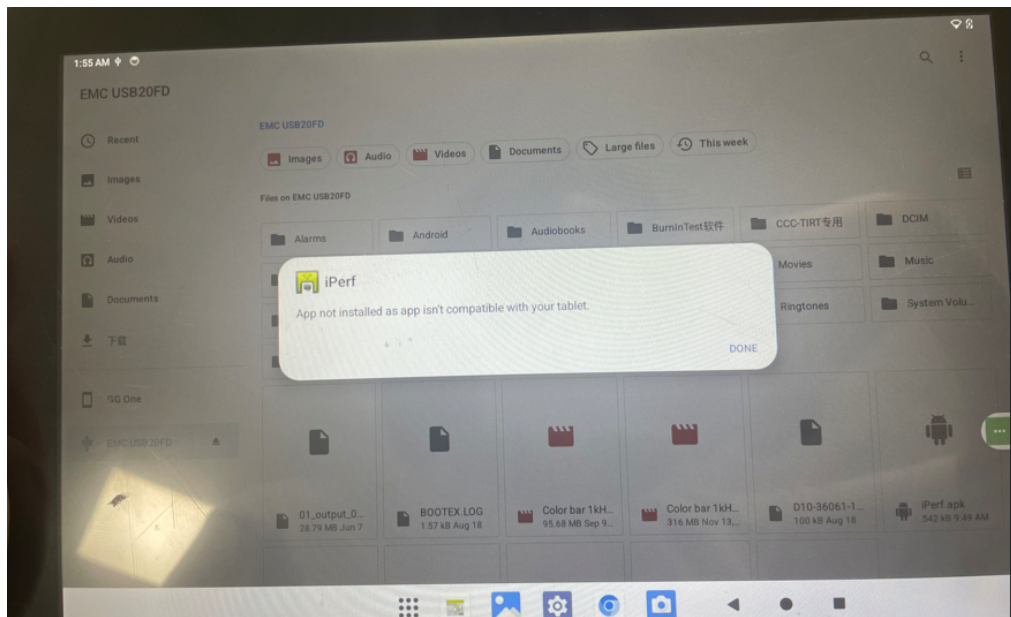 1:55 AM
EMC USB20FD
Recent
Images
Videos
Audio
Documents
下载
GG One
EMC USB20FD
EMC USB20FD
Images
Audio
Videos
Documents
Large files
This week
Files on EMC USB20FD
Alarms
Android
Audiobooks
BurnInTest软件
CCC-TIRT专用
DCIM
Movies
Music
Ringtones
System Volu...
iPerf
App not installed as app isn't compatible with your tablet.
DONE
01_output_0...
28.79 MB Jun 7
BOOTEX.LOG
1.57 kB Aug 18
Color bar 1kH...
95.68 MB Sep 9...
Color bar 1kH...
316 MB Nov 13,...
D10-36061-1...
100 kB Aug 18
iPerf.apk
542 kB 9:49 AM